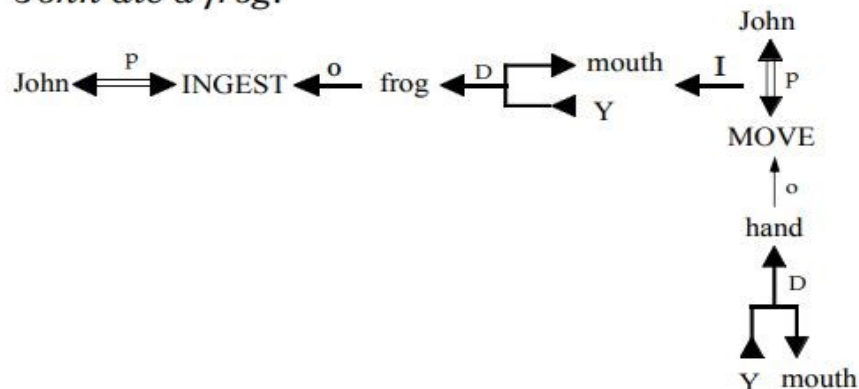 John ate a frog.
John
John P INGEST o frog D mouth I P
Y
MOVE
o
hand
D
Y mouth